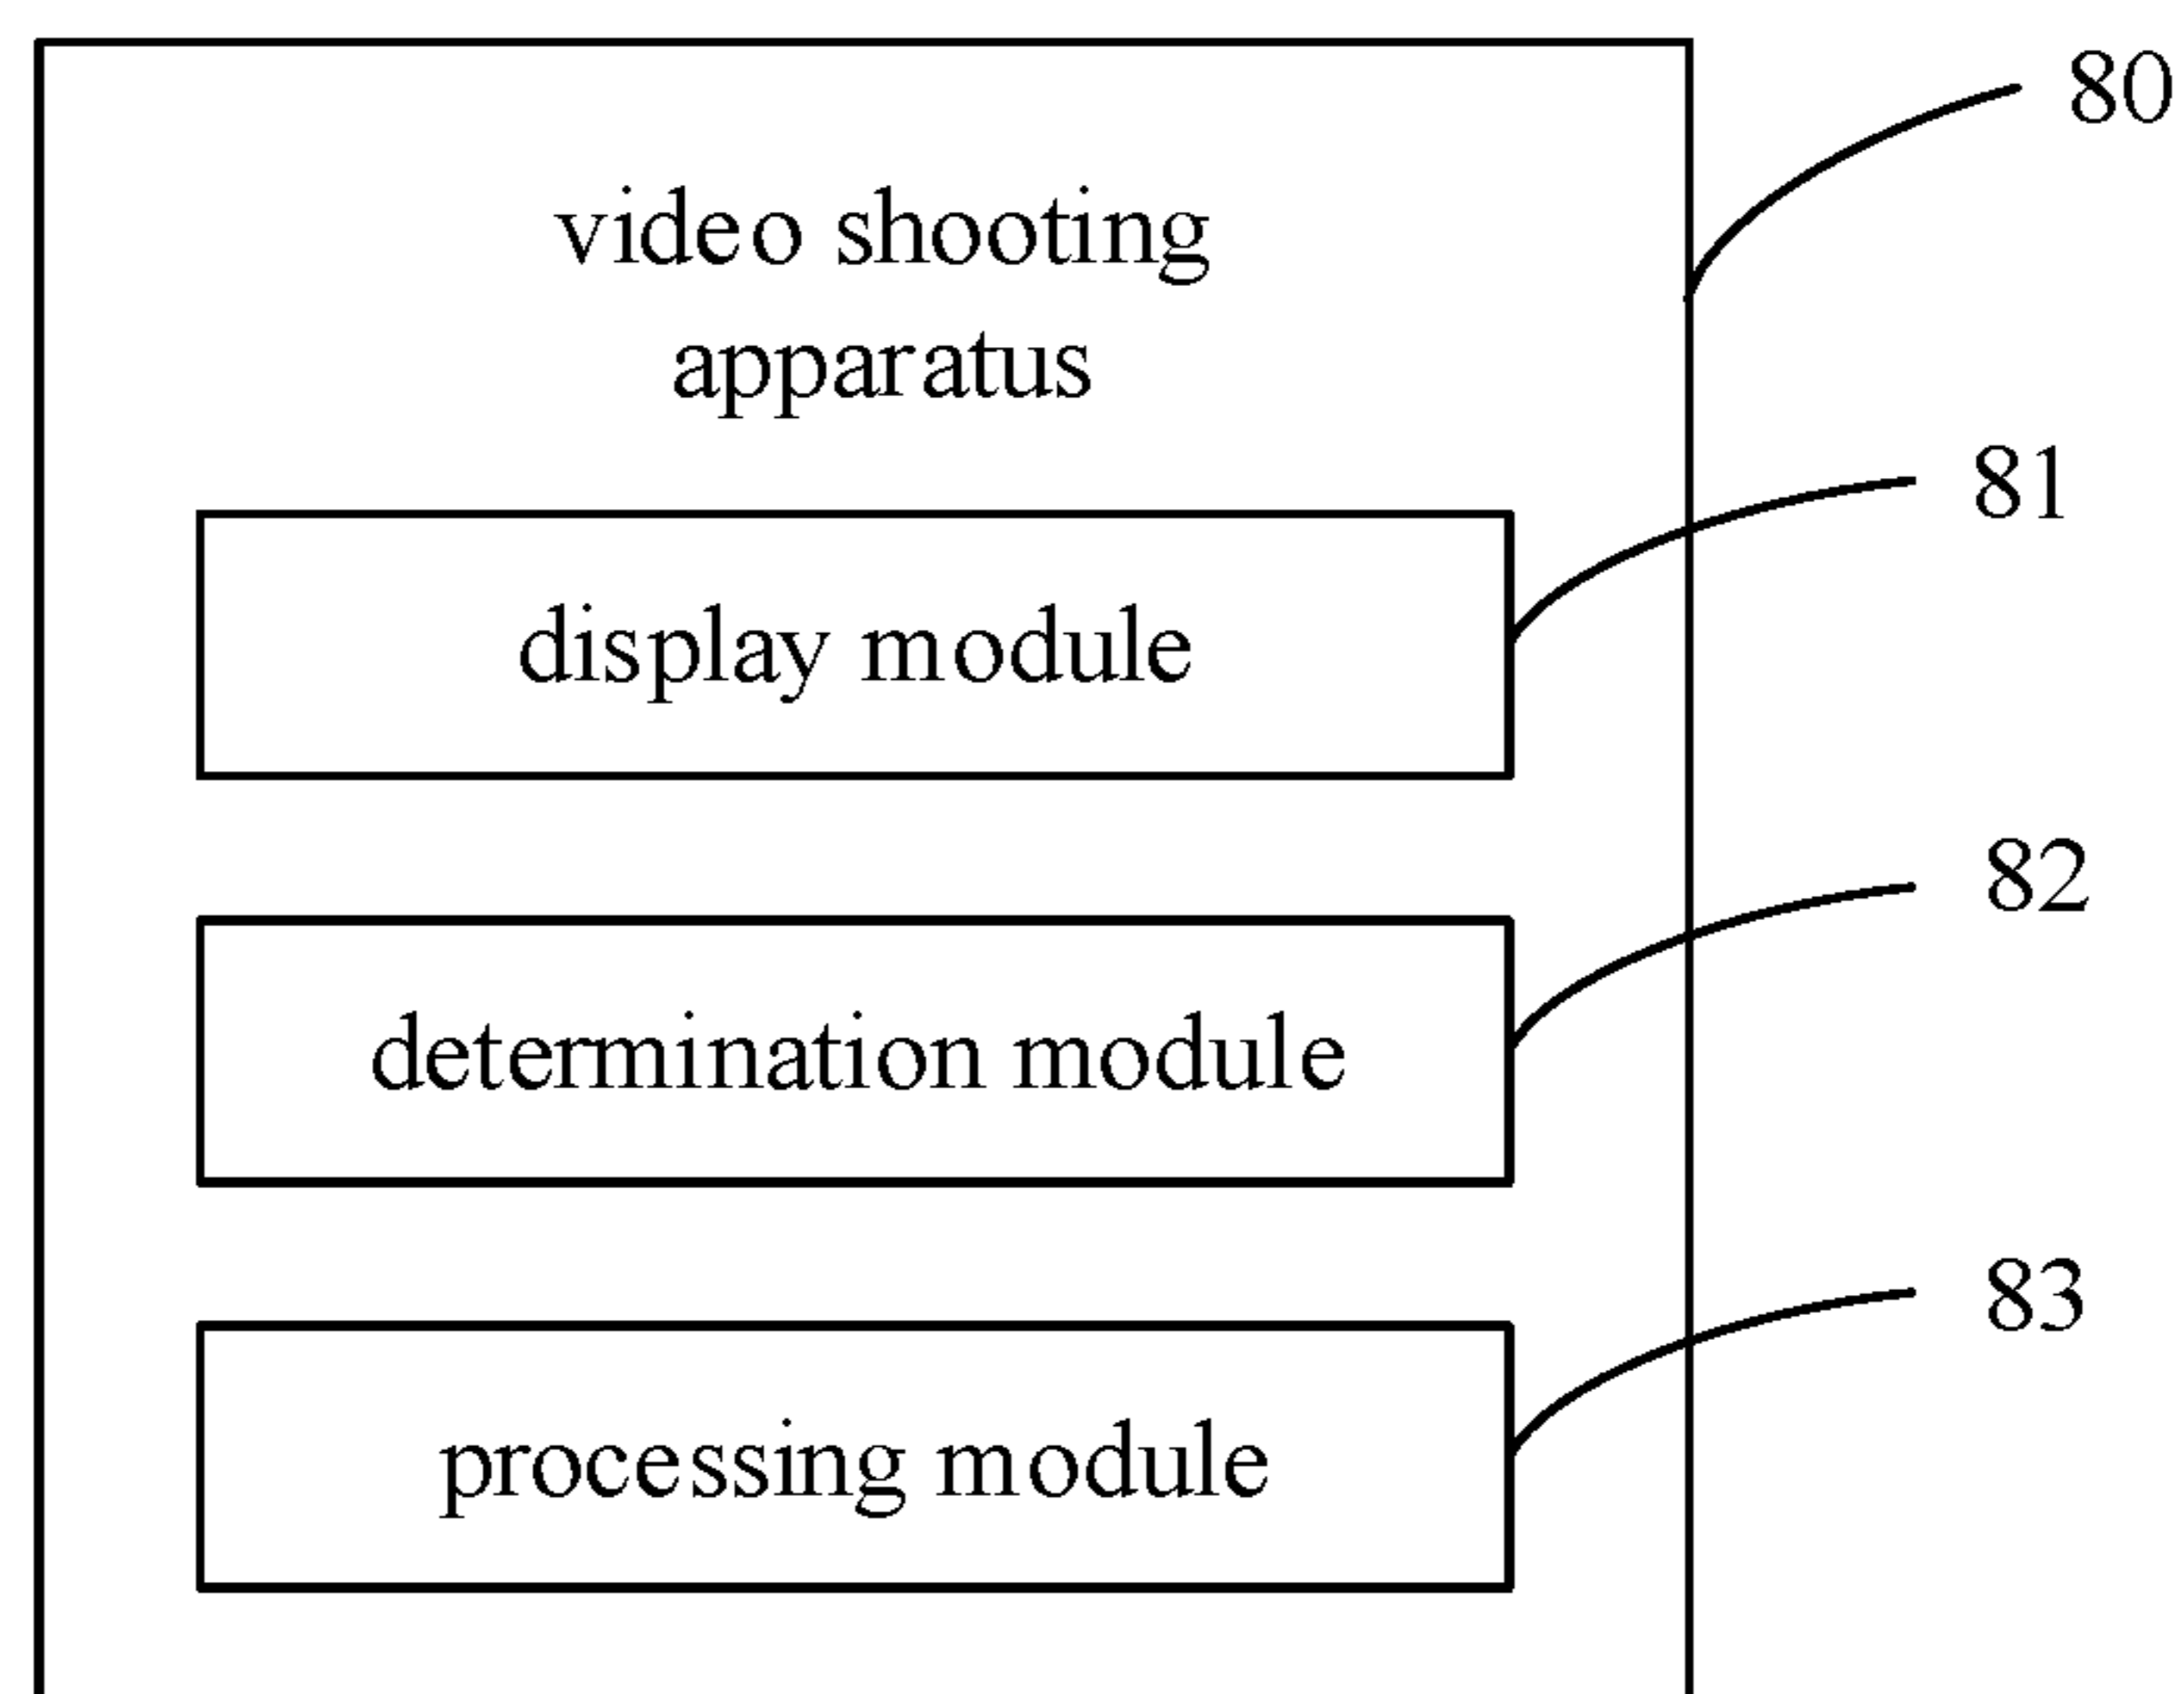 80
video shooting
apparatus
81
display module
82
determination module
83
processing module